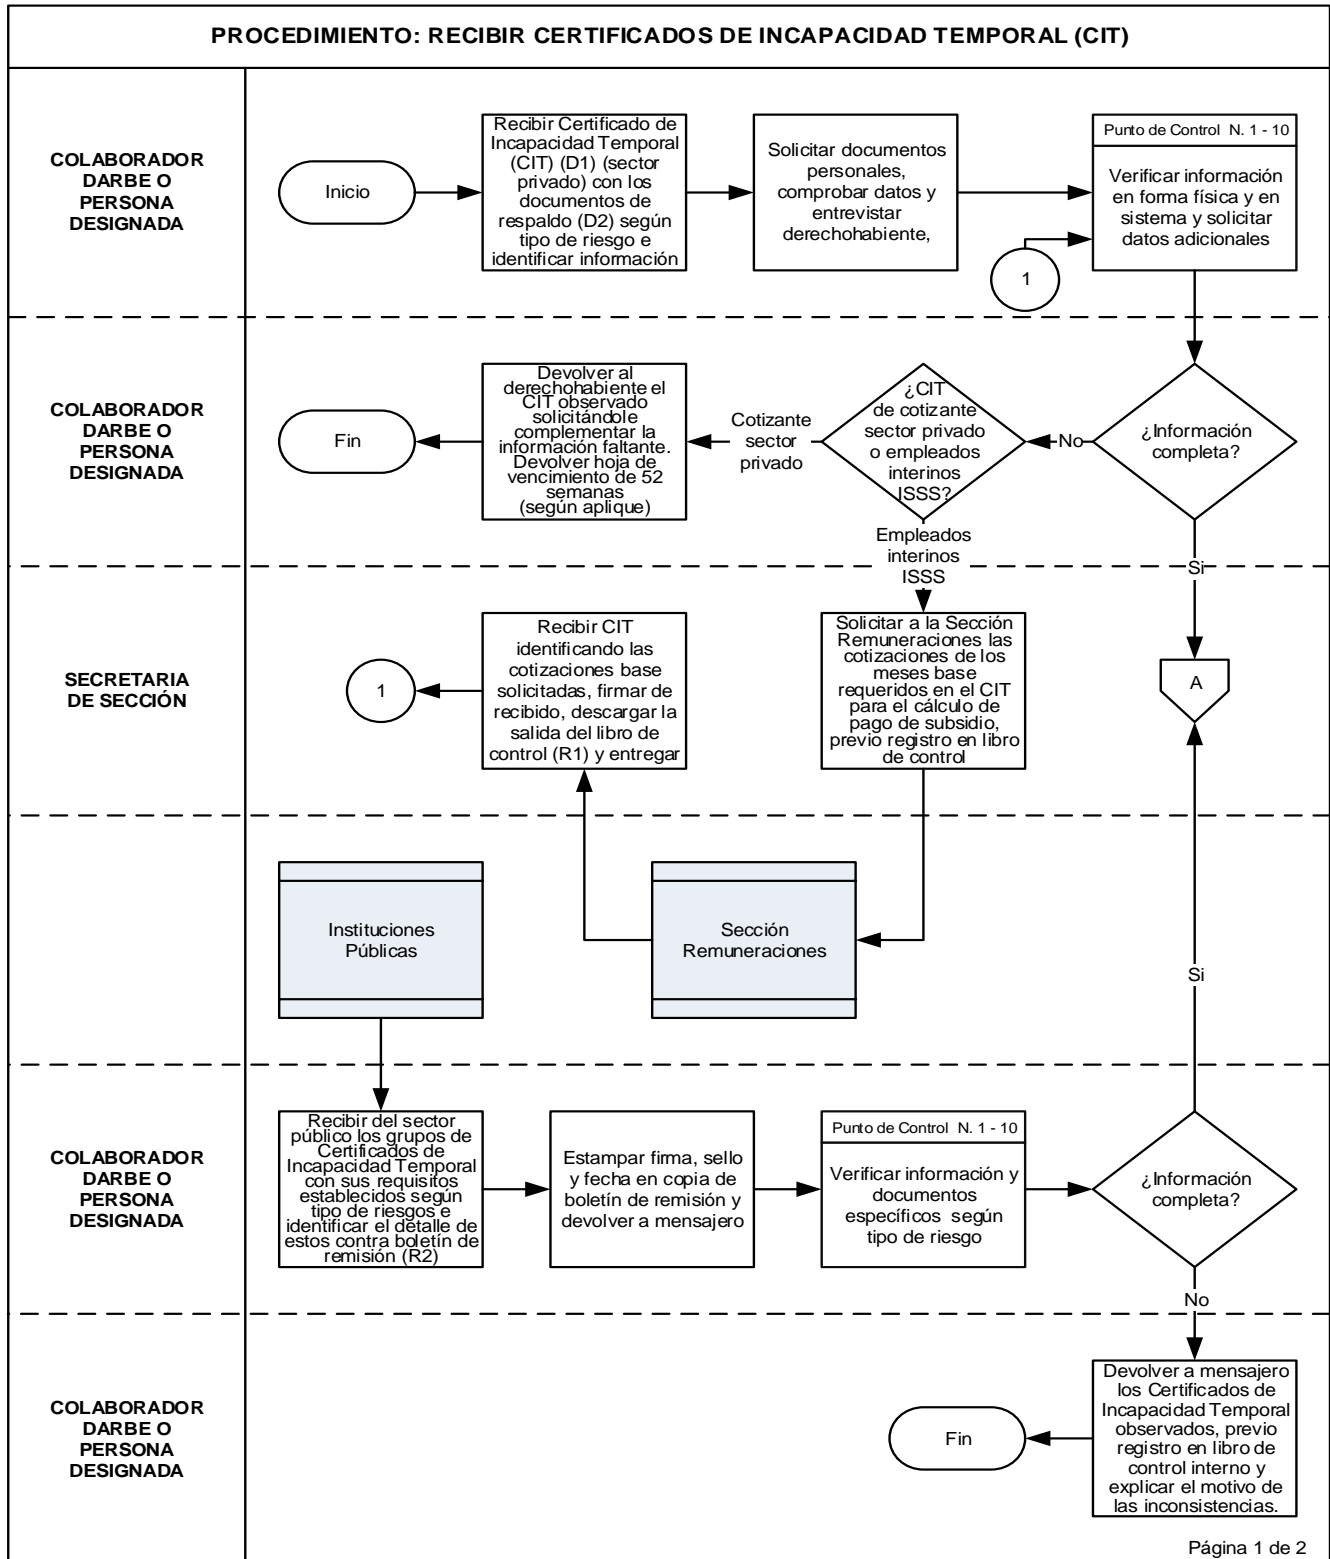 PROCEDIMIENTO: RECIBIR CERTIFICADOS DE INCAPACIDAD TEMPORAL (CIT)
COLABORADOR
DARBE O
PERSONA
DESIGNADA
Inicio
Recibir Certificado de
Incapacidad Temporal
(CIT) (D1) (sector
privado) con los
documentos de
respaldo (D2) según
tipo de riesgo e
identificar información
Solicitar documentos
personales,
comprobar datos y
entrevistar
derechohabiente,
Punto de Control N. 1 - 10
Verificar información
en forma física y en
sistema y solicitar
datos adicionales
1
COLABORADOR
DARBE O
PERSONA
DESIGNADA
Fin
Devolver al
derechohabiente el
CIT observado
solicitándole
complementar la
información faltante.
Devolver hoja de
vencimiento de 52
semanas
(según aplique)
Cotizante
sector
privado
¿CIT
de cotizante
sector privado
o empleados
interinos
ISSS?
No
¿Información
completa?
Empleados
interinos
ISSS
Si
SECRETARIA
DE SECCIÓN
1
Recibir CIT
identificando las
cotizaciones base
solicitadas, firmar de
recibido, descargar la
salida del libro de
control (R1) y entregar
Solicitar a la Sección
Remuneraciones las
cotizaciones de los
meses base
requeridos en el CIT
para el cálculo de
pago de subsidio,
previo registro en libro
de control
A
Instituciones
Públicas
Sección
Remuneraciones
Si
COLABORADOR
DARBE O
PERSONA
DESIGNADA
Recibir del sector
público los grupos de
Certificados de
Incapacidad Temporal
con sus requisitos
establecidos según
tipo de riesgos e
identificar el detalle de
estos contra boletín de
remisión (R2)
Estampar firma, sello
y fecha en copia de
boletín de remisión y
devolver a mensajero
Punto de Control N. 1 - 10
Verificar información y
documentos
específicos según
tipo de riesgo
¿Información
completa?
No
COLABORADOR
DARBE O
PERSONA
DESIGNADA
Fin
Devolver a mensajero
los Certificados de
Incapacidad Temporal
observados, previo
registro en libro de
control interno y
explicar el motivo de
las inconsistencias.
Página 1 de 2